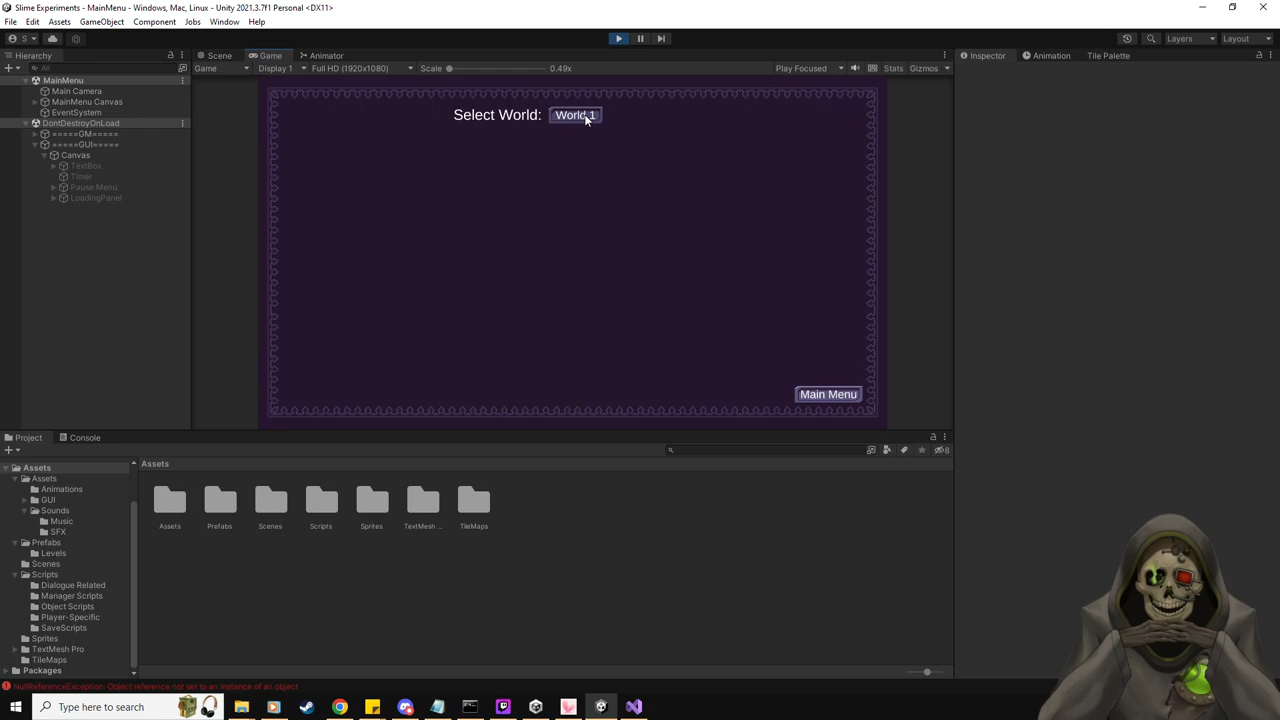 Slime Experiments - MainMenu - Windows, Mac, Linux - Unity 2021.3.7f1 Personal <DX11>
File Edit Assets GameObject Component Jobs Window Help
S Layers Layout
Hierarchy Scene Game Animator Inspector Animation Tile Palette
All Game Display 1 Full HD (1920x1080) Scale 0.49x Play Focused Stats Gizmos
MainMenu
Main Camera
MainMenu Canvas
EventSystem
DontDestroyOnLoad
=====GM=====
=====GUI=====
Canvas
TextBox
Timer
Pause Menu
LoadingPanel
Select World: World 1
Main Menu
Project Console
8
Assets
Assets
Animations
GUI
Sounds
Music
SFX
Prefabs
Levels
Scenes
Scripts
Dialogue Related
Manager Scripts
Object Scripts
Player-Specific
SaveScripts
Sprites
TextMesh Pro
TileMaps
Packages
Assets
Assets Prefabs Scenes Scripts Sprites TextMesh ... TileMaps
NullReferenceException: Object reference not set to an instance of an object
Type here to search